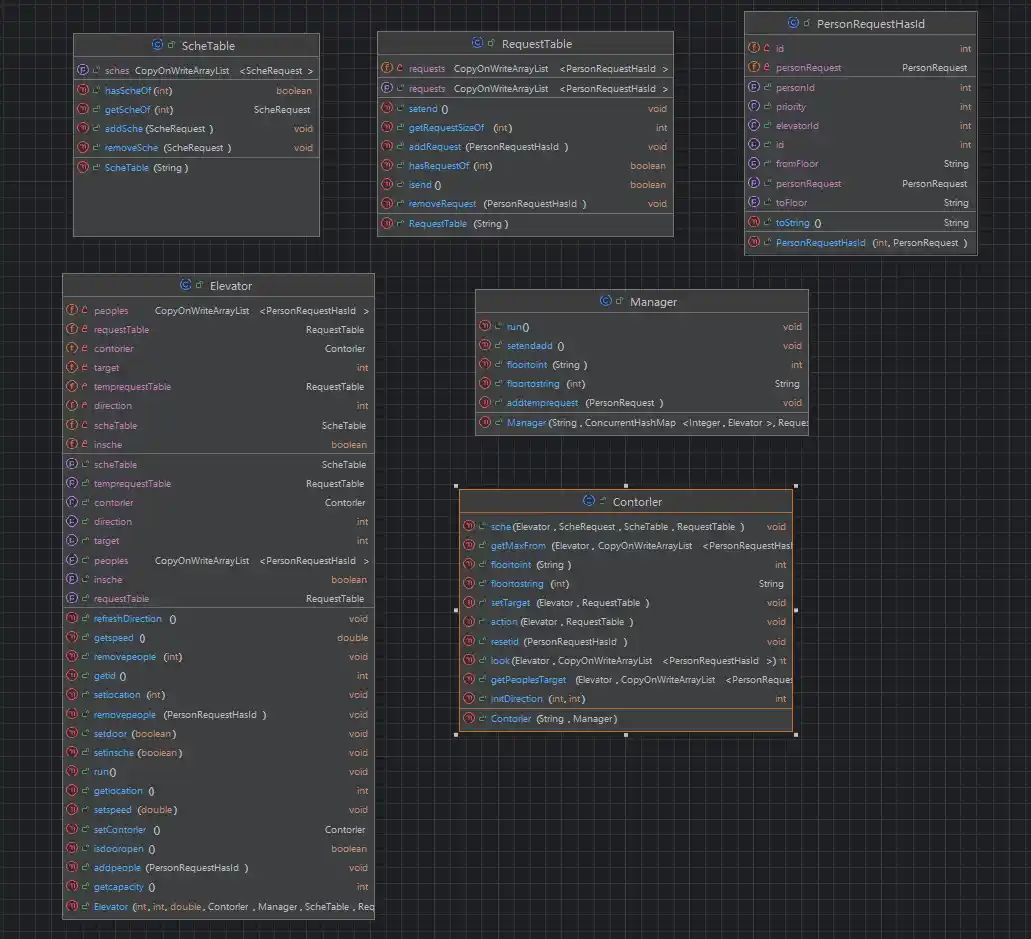 ScheTable
sches CopyOnWriteArrayList <ScheRequest >
hasScheOf (int) boolean
getScheOf (int) ScheRequest
addSche (ScheRequest ) void
removeSche (ScheRequest ) void
ScheTable (String )
RequestTable
requests CopyOnWriteArrayList <PersonRequestHasId >
requests CopyOnWriteArrayList <PersonRequestHasId >
setend () void
getRequestSizeOf (int) int
addRequest (PersonRequestHasId ) void
hasRequestOf (int) boolean
isend () boolean
removeRequest (PersonRequestHasId ) void
RequestTable (String )
PersonRequestHasId
id int
personRequest PersonRequest
personId int
priority int
elevatorId int
id int
fromFloor String
personRequest PersonRequest
toFloor String
toString () String
PersonRequestHasId (int, PersonRequest )
Elevator
peoples CopyOnWriteArrayList <PersonRequestHasId >
requestTable RequestTable
contorler Contorler
target int
temprequestTable RequestTable
direction int
scheTable ScheTable
insche boolean
scheTable ScheTable
temprequestTable RequestTable
contorler Contorler
direction int
target int
peoples CopyOnWriteArrayList <PersonRequestHasId >
insche boolean
requestTable RequestTable
refreshDirection () void
getspeed () double
removepeople (int) void
getid () int
setlocation (int) void
removepeople (PersonRequestHasId ) void
setdoor (boolean ) void
setinsche (boolean ) void
run() void
getlocation () int
setspeed (double ) void
setContorler () Contorler
isdooropen () boolean
addpeople (PersonRequestHasId ) void
getcapacity () int
Elevator (int, int, double , Contorler , Manager , ScheTable , Req
Manager
run() void
setendadd () void
floortoint (String ) int
floortostring (int) String
addtemprequest (PersonRequest ) void
Manager (String , ConcurrentHashMap <Integer , Elevator >, Reque
Contorler
sche (Elevator , ScheRequest , ScheTable , RequestTable ) void
getMaxFrom (Elevator , CopyOnWriteArrayList <PersonRequestHasI
floortoint (String ) int
floortostring (int) String
setTarget (Elevator , RequestTable ) void
action (Elevator , RequestTable ) void
resetid (PersonRequestHasId ) void
look (Elevator , CopyOnWriteArrayList <PersonRequestHasId >) int
getPeoplesTarget (Elevator , CopyOnWriteArrayList <PersonReques
initDirection (int, int) int
Contorler (String , Manager )